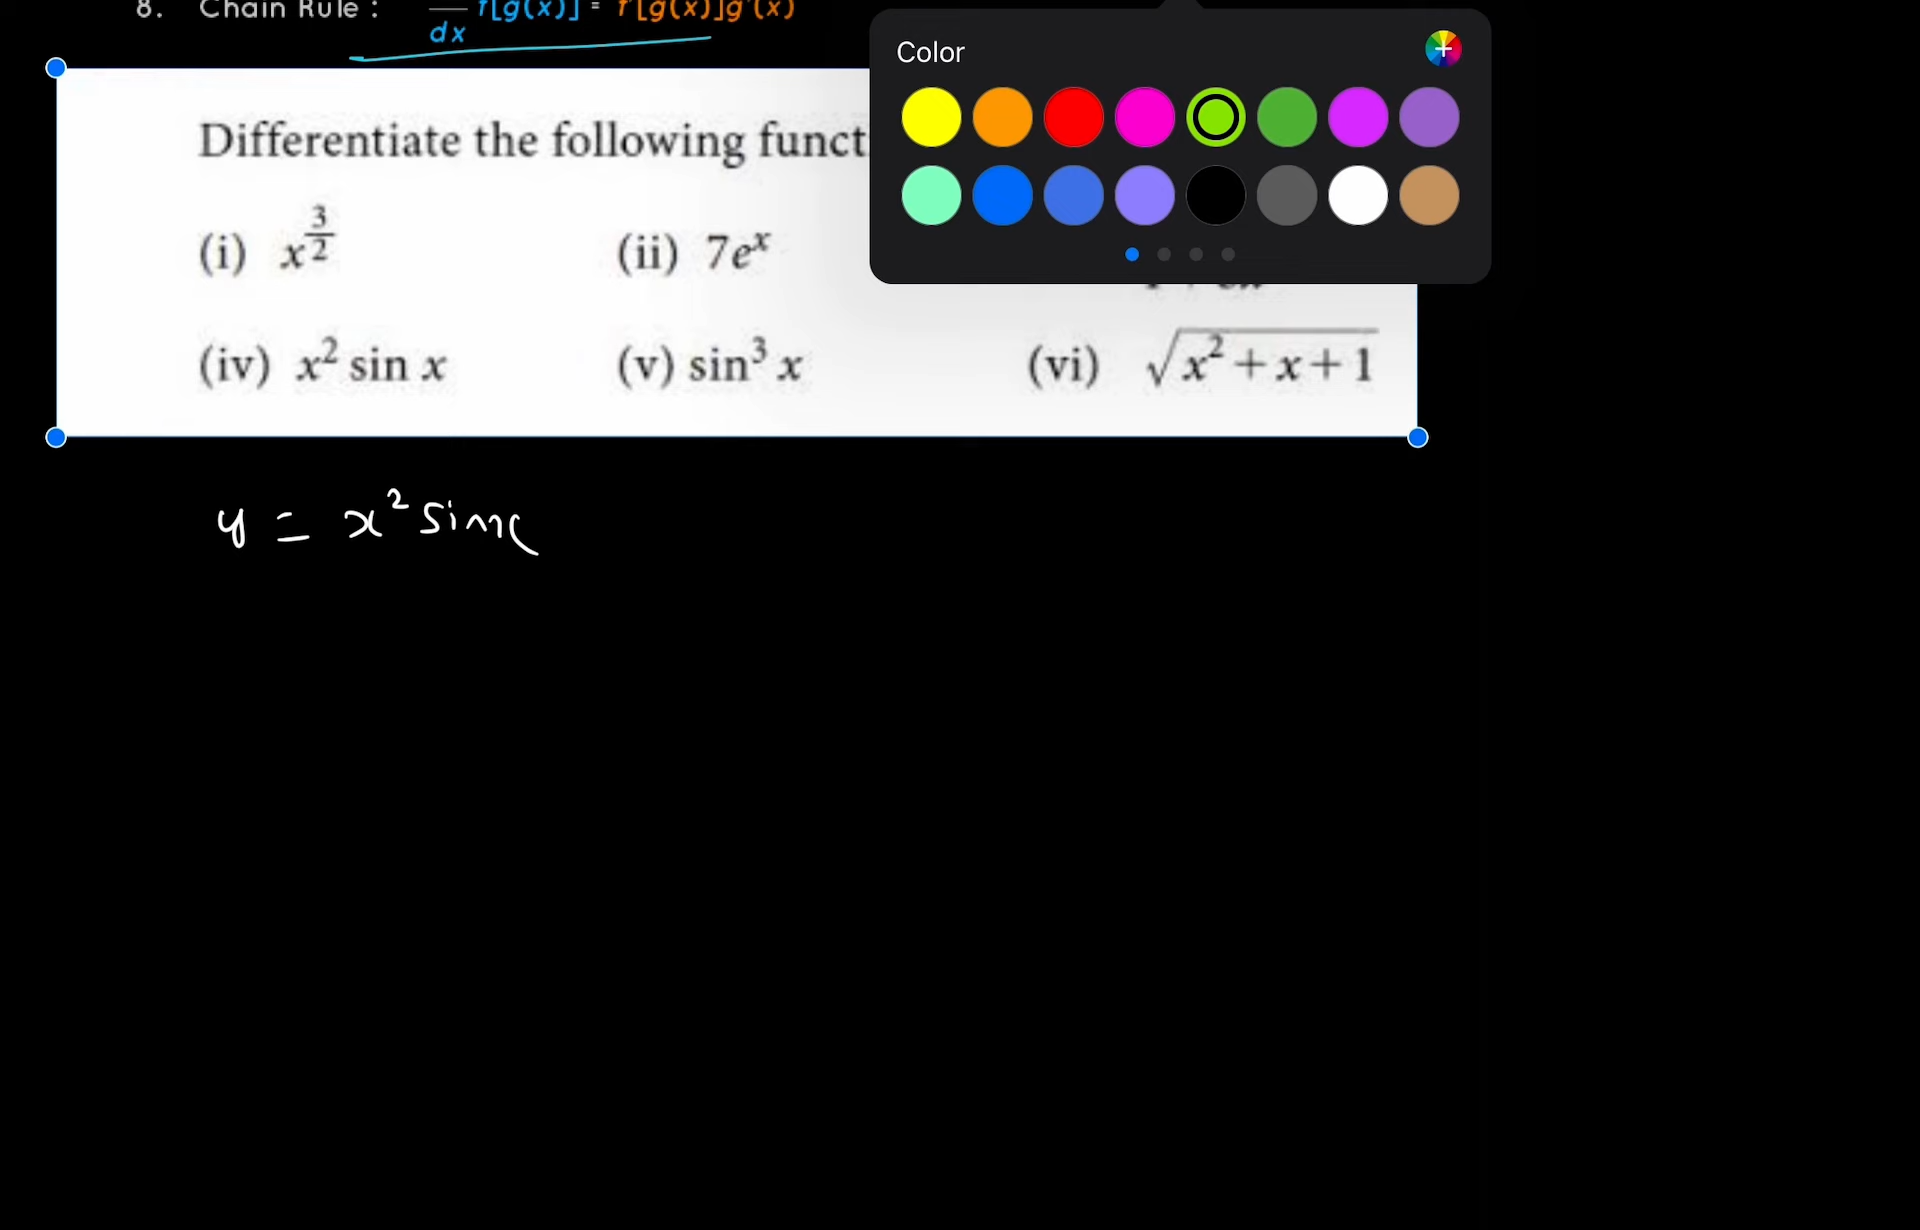 8. Chain Rule : dx f[g(x)] = f'[g(x)]g'(x)
Color
Differentiate the following
(i) x^{3/2} (ii) 7e^x
(iv) x² sin x (v) sin³ x (vi) √(x² + x + 1)
y = x² sinx